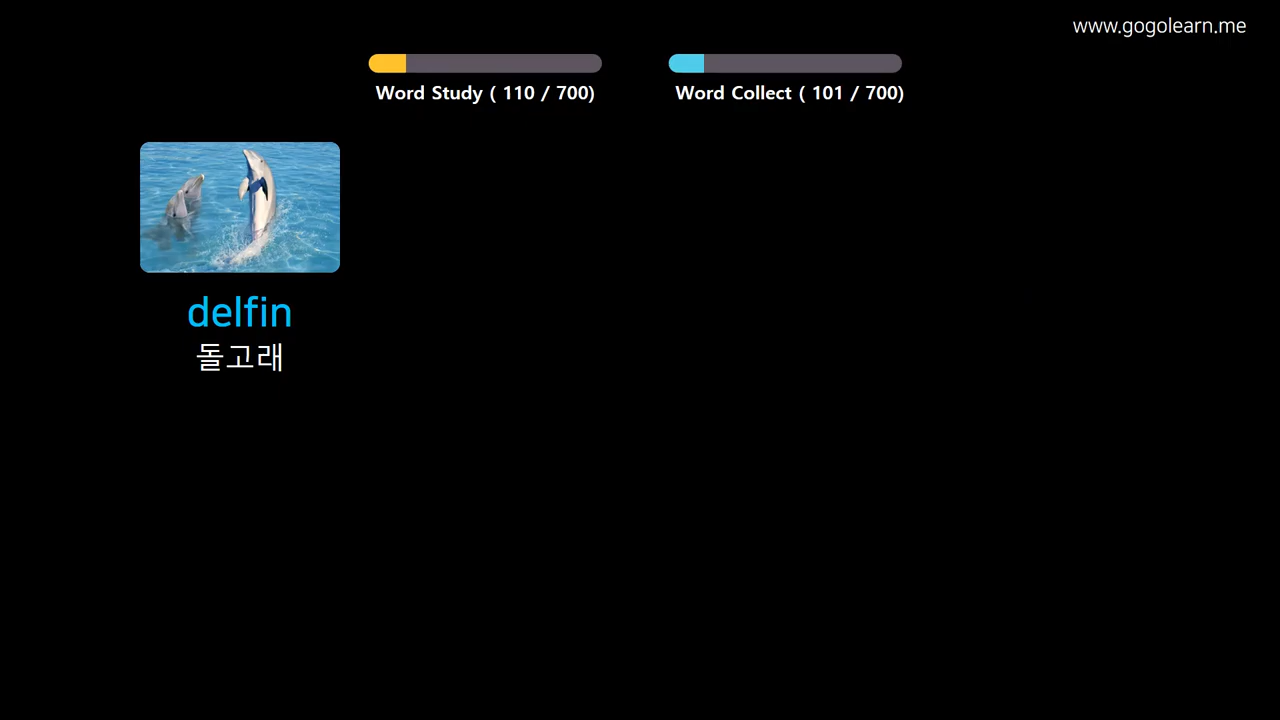 www.gogolearn.me
Word Study ( 110 / 700)
Word Collect ( 101 / 700)
delfin
돌고래